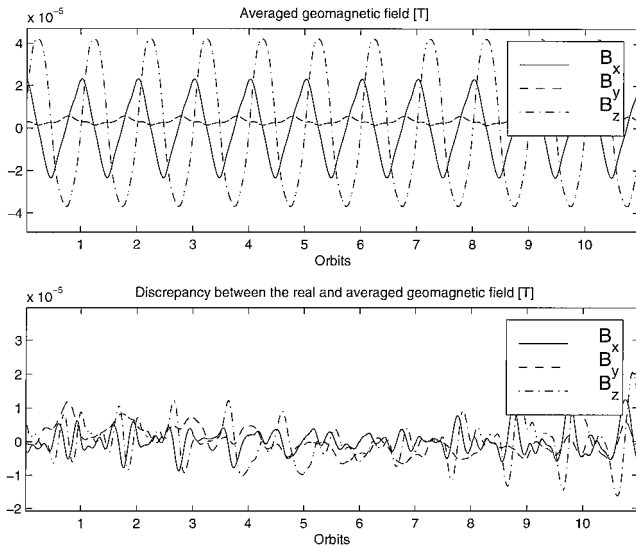 Averaged geomagnetic field [T]
x 10^-5
4
2
0
−2
−4
B_x
B_y
B_z
1 2 3 4 5 6 7 8 9 10
Orbits
Discrepancy between the real and averaged geomagnetic field [T]
x 10^-5
3
2
1
0
−1
−2
B_x
B_y
B_z
1 2 3 4 5 6 7 8 9 10
Orbits